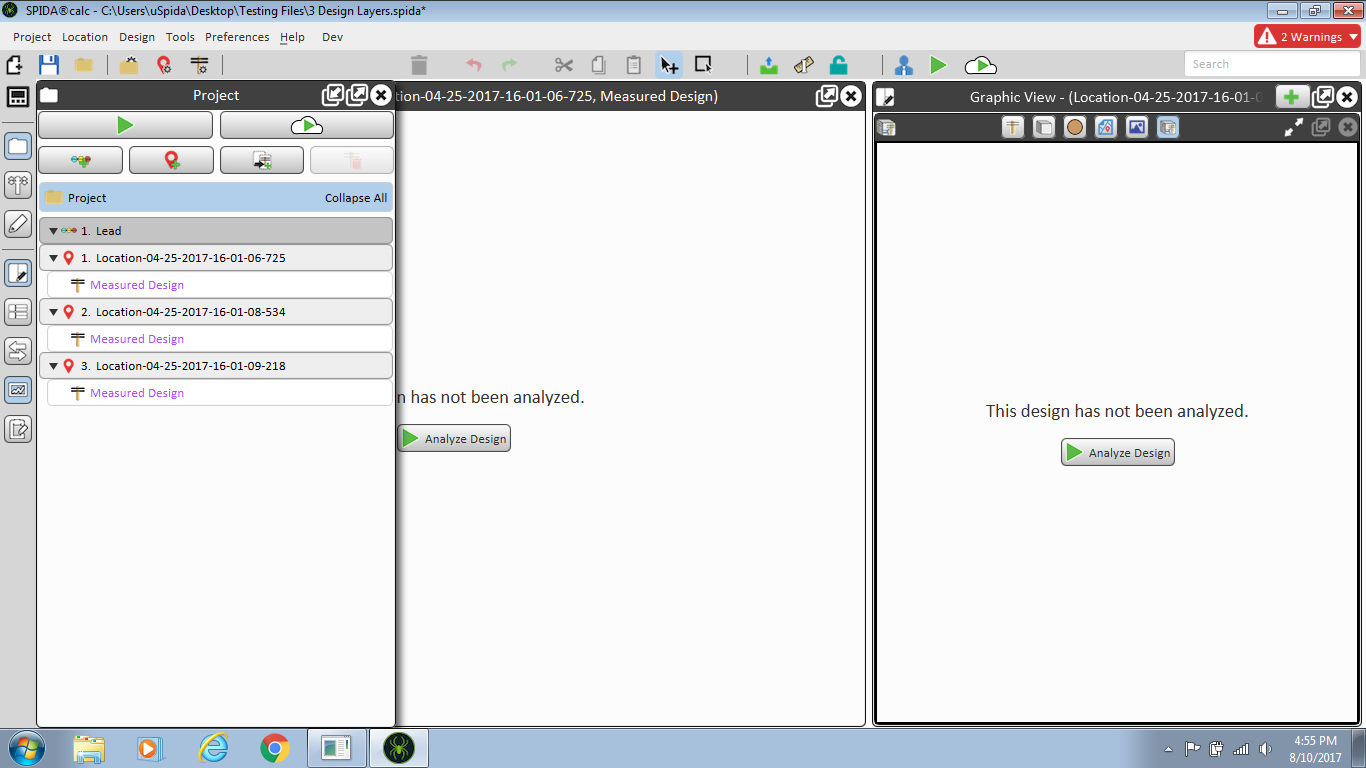 SPIDA®calc - C:\Users\uSpida\Desktop\Testing Files\3 Design Layers.spida*
Project Location Design Tools Preferences Help Dev
2 Warnings
Search
Project
tion-04-25-2017-16-01-06-725, Measured Design)
Graphic View - (Location-04-25-2017-16-01-0
Project Collapse All
1. Lead
1. Location-04-25-2017-16-01-06-725
Measured Design
2. Location-04-25-2017-16-01-08-534
Measured Design
3. Location-04-25-2017-16-01-09-218
Measured Design
n has not been analyzed.
Analyze Design
This design has not been analyzed.
Analyze Design
4:55 PM
8/10/2017